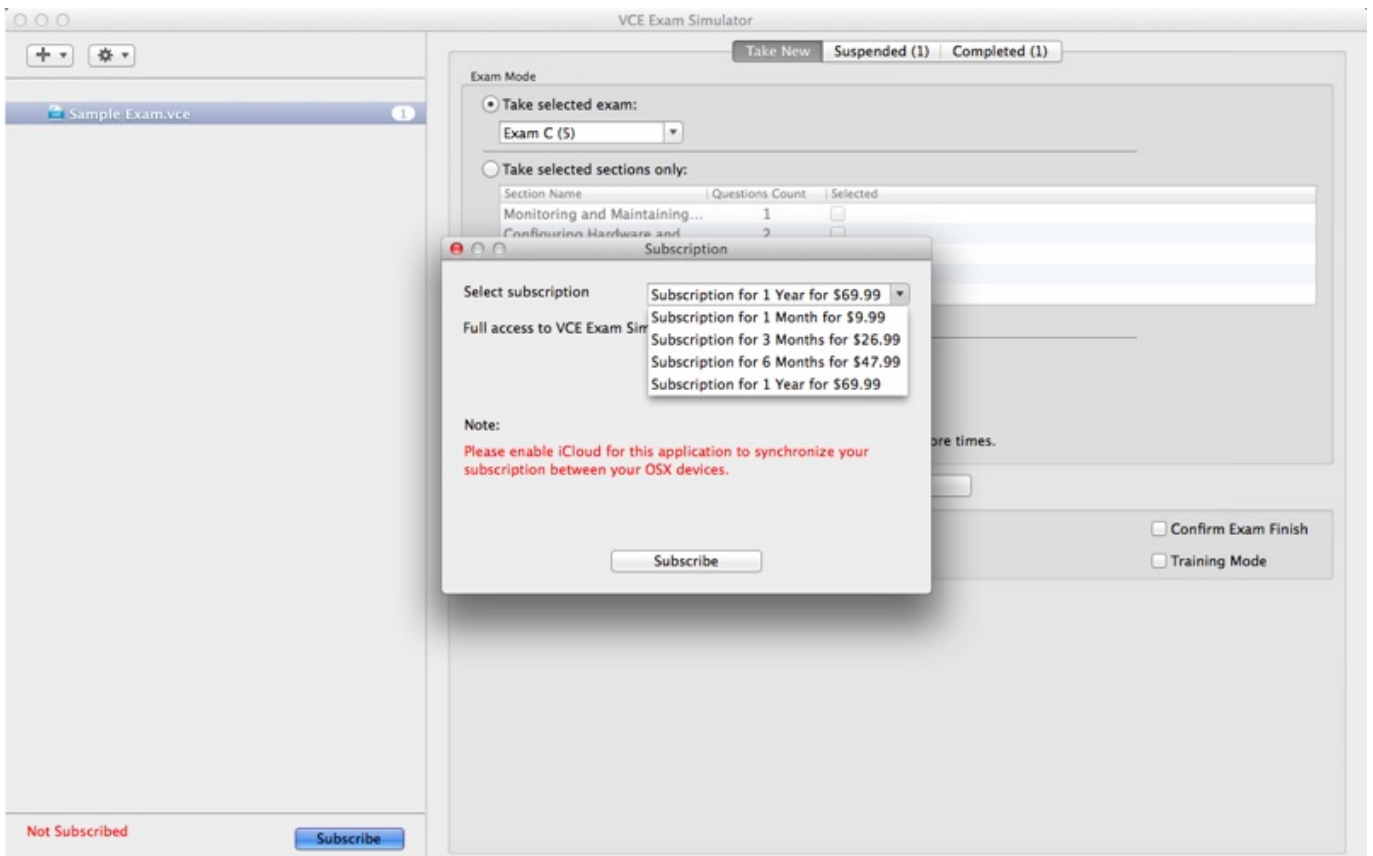 VCE Exam Simulator
Take New Suspended (1) Completed (1)
Exam Mode
Sample Exam.vce 1
Take selected exam:
Exam C (5)
Take selected sections only:
Section Name Questions Count Selected
Monitoring and Maintaining... 1
Configuring Hardware and 2
Subscription
Select subscription
Subscription for 1 Year for $69.99
Full access to VCE Exam Sim
Subscription for 1 Month for $9.99
Subscription for 3 Months for $26.99
Subscription for 6 Months for $47.99
Subscription for 1 Year for $69.99
Note:
Please enable iCloud for this application to synchronize your
subscription between your OSX devices.
times.
Subscribe
Confirm Exam Finish
Training Mode
Not Subscribed
Subscribe